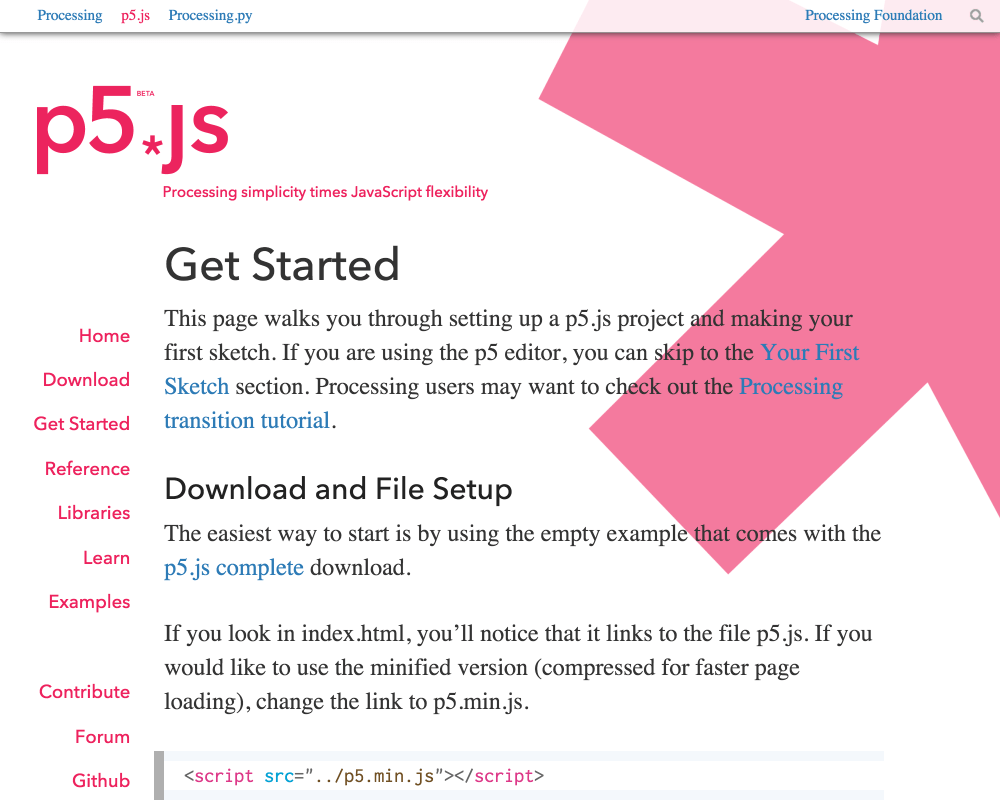 Processing p5.js Processing.py Processing Foundation
p5.js BETA
Processing simplicity times JavaScript flexibility
Home
Download
Get Started
Reference
Libraries
Learn
Examples
Contribute
Forum
Github
Get Started
This page walks you through setting up a p5.js project and making your
first sketch. If you are using the p5 editor, you can skip to the Your First
Sketch section. Processing users may want to check out the Processing
transition tutorial.
Download and File Setup
The easiest way to start is by using the empty example that comes with the
p5.js complete download.
If you look in index.html, you’ll notice that it links to the file p5.js. If you
would like to use the minified version (compressed for faster page
loading), change the link to p5.min.js.
<script src="../p5.min.js"></script>